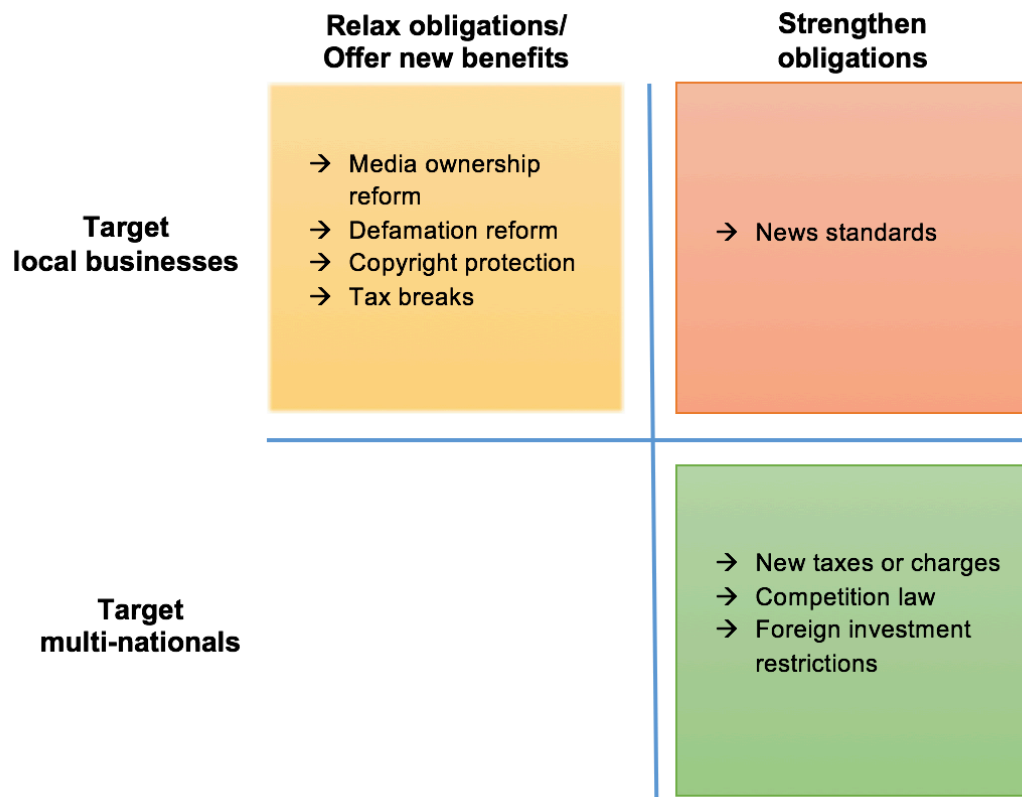 Relax obligations/
Offer new benefits
Strengthen
obligations
Target
local businesses
→ Media ownership
reform
→ Defamation reform
→ Copyright protection
→ Tax breaks
→ News standards
Target
multi-nationals
→ New taxes or charges
→ Competition law
→ Foreign investment
restrictions